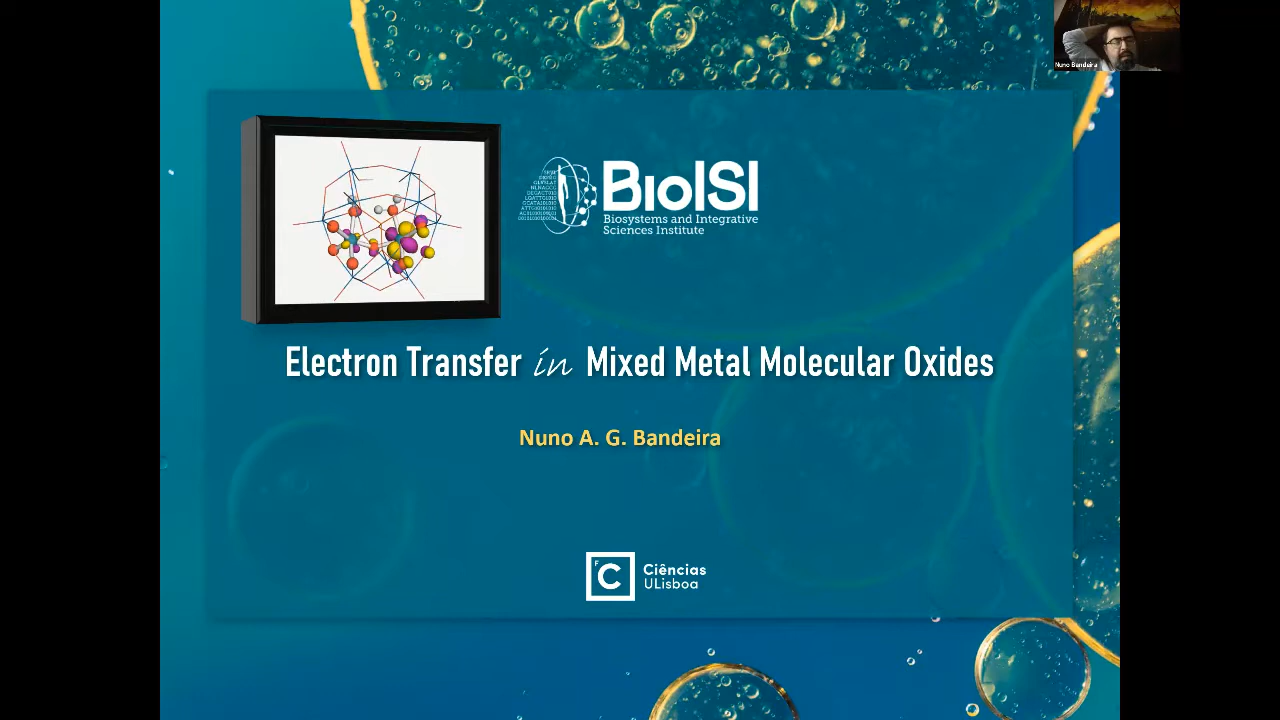 Nuno Bandeira
BioISI
Biosystems and Integrative
Sciences Institute
Electron Transfer in Mixed Metal Molecular Oxides
Nuno A. G. Bandeira
F
C
Ciências
ULisboa